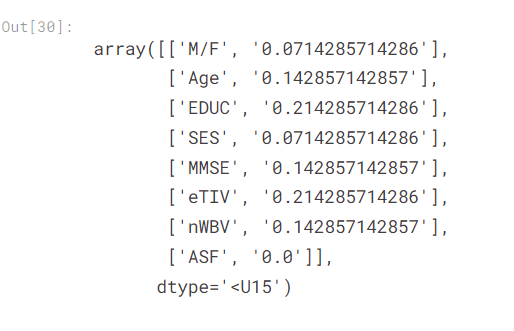 Out[30]:
array([['M/F', '0.0714285714286'],
['Age', '0.142857142857'],
['EDUC', '0.214285714286'],
['SES', '0.0714285714286'],
['MMSE', '0.142857142857'],
['eTIV', '0.214285714286'],
['nWBV', '0.142857142857'],
['ASF', '0.0']],
dtype='<U15')